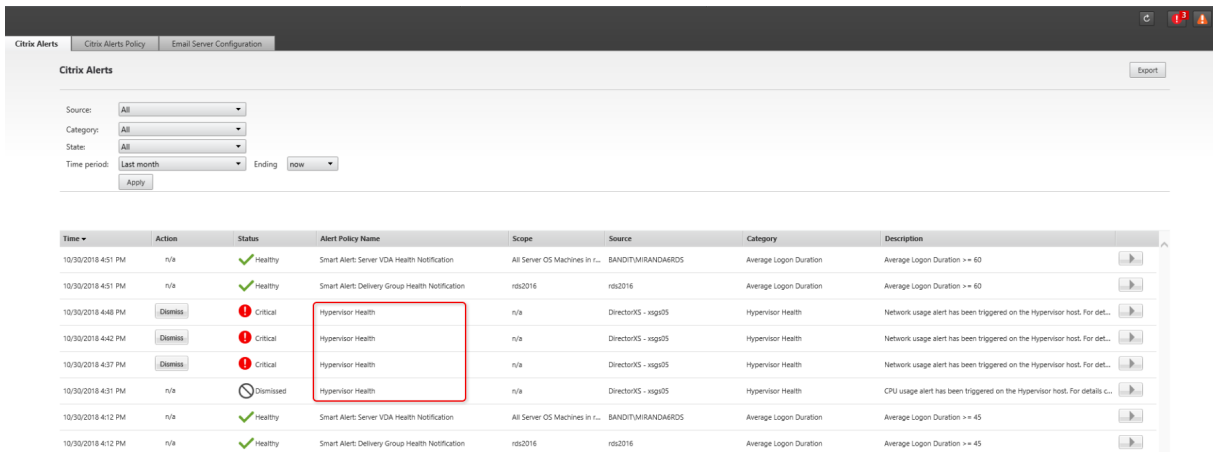 3
Citrix Alerts Citrix Alerts Policy Email Server Configuration
Citrix Alerts Export
Source: All
Category: All
State: All
Time period: Last month Ending now
Apply
Time Action Status Alert Policy Name Scope Source Category Description
10/30/2018 4:51 PM n/a Healthy Smart Alert: Server VDA Health Notification All Server OS Machines in r... BANDIT\MIRANDA6RDS Average Logon Duration Average Logon Duration >= 60
10/30/2018 4:51 PM n/a Healthy Smart Alert: Delivery Group Health Notification rds2016 rds2016 Average Logon Duration Average Logon Duration >= 60
10/30/2018 4:48 PM Dismiss Critical Hypervisor Health n/a DirectorXS - xsgs05 Hypervisor Health Network usage alert has been triggered on the Hypervisor host. For det...
10/30/2018 4:42 PM Dismiss Critical Hypervisor Health n/a DirectorXS - xsgs05 Hypervisor Health Network usage alert has been triggered on the Hypervisor host. For det...
10/30/2018 4:37 PM Dismiss Critical Hypervisor Health n/a DirectorXS - xsgs05 Hypervisor Health Network usage alert has been triggered on the Hypervisor host. For det...
10/30/2018 4:31 PM n/a Dismissed Hypervisor Health n/a DirectorXS - xsgs05 Hypervisor Health CPU usage alert has been triggered on the Hypervisor host. For details c...
10/30/2018 4:12 PM n/a Healthy Smart Alert: Server VDA Health Notification All Server OS Machines in r... BANDIT\MIRANDA6RDS Average Logon Duration Average Logon Duration >= 45
10/30/2018 4:12 PM n/a Healthy Smart Alert: Delivery Group Health Notification rds2016 rds2016 Average Logon Duration Average Logon Duration >= 45